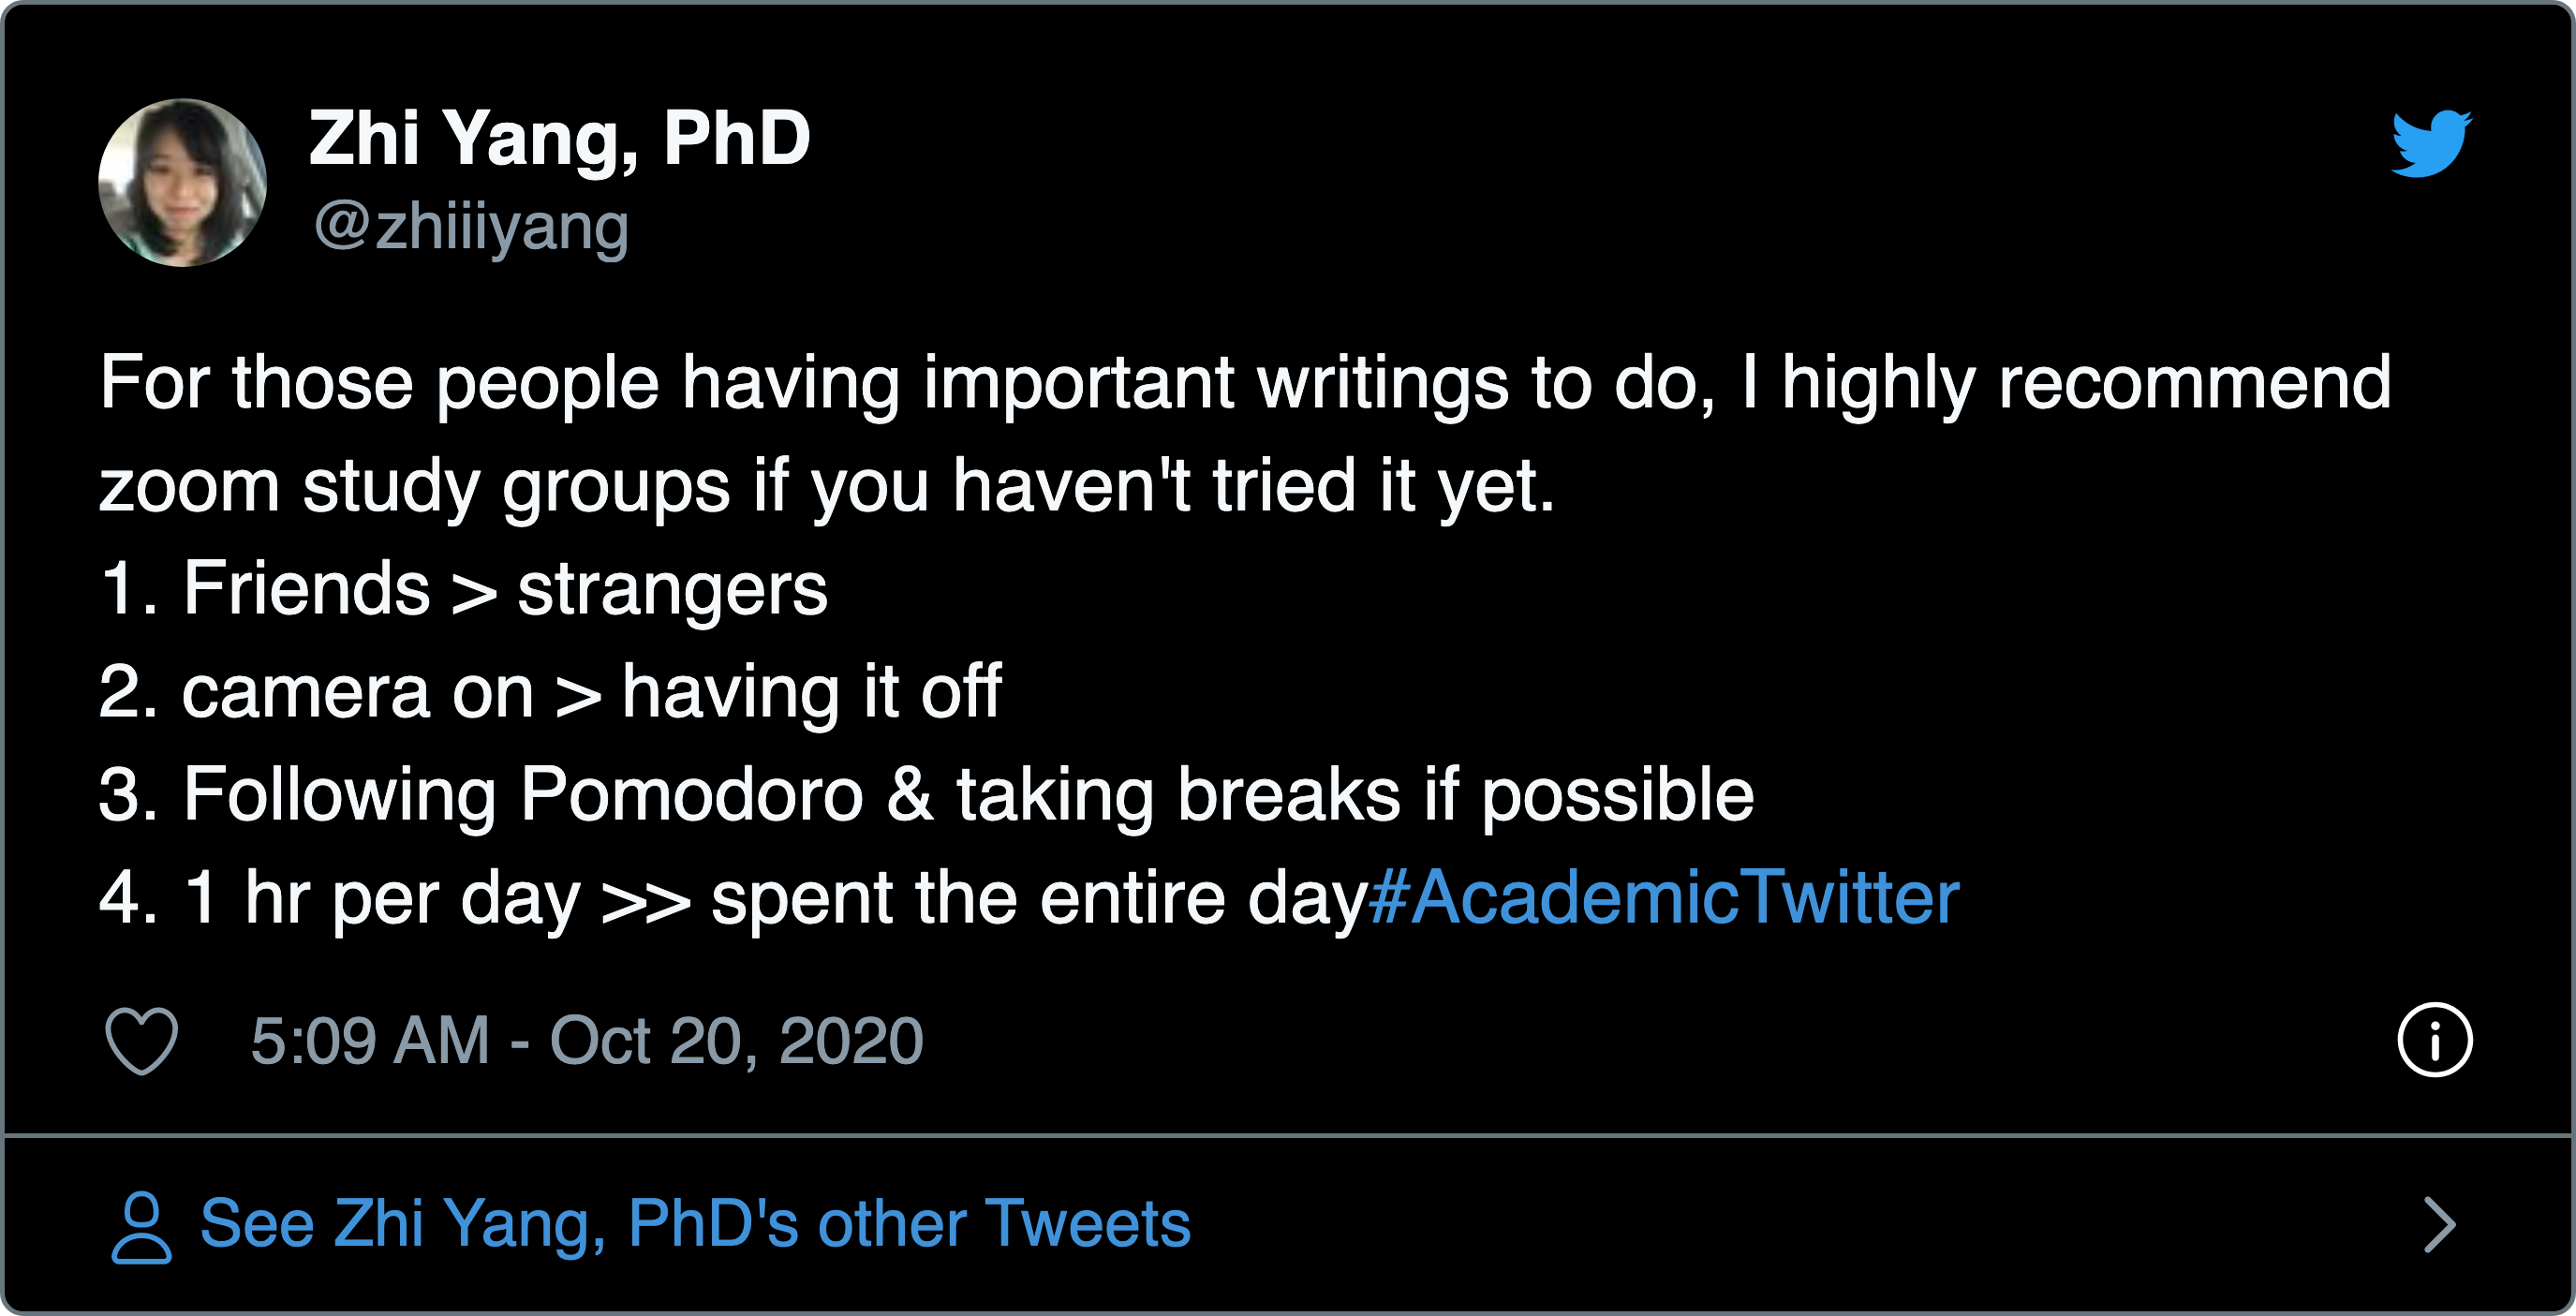 Zhi Yang, PhD
@zhiiiyang
For those people having important writings to do, I highly recommend
zoom study groups if you haven't tried it yet.
1. Friends > strangers
2. camera on > having it off
3. Following Pomodoro & taking breaks if possible
4. 1 hr per day >> spent the entire day#AcademicTwitter
5:09 AM - Oct 20, 2020
See Zhi Yang, PhD's other Tweets